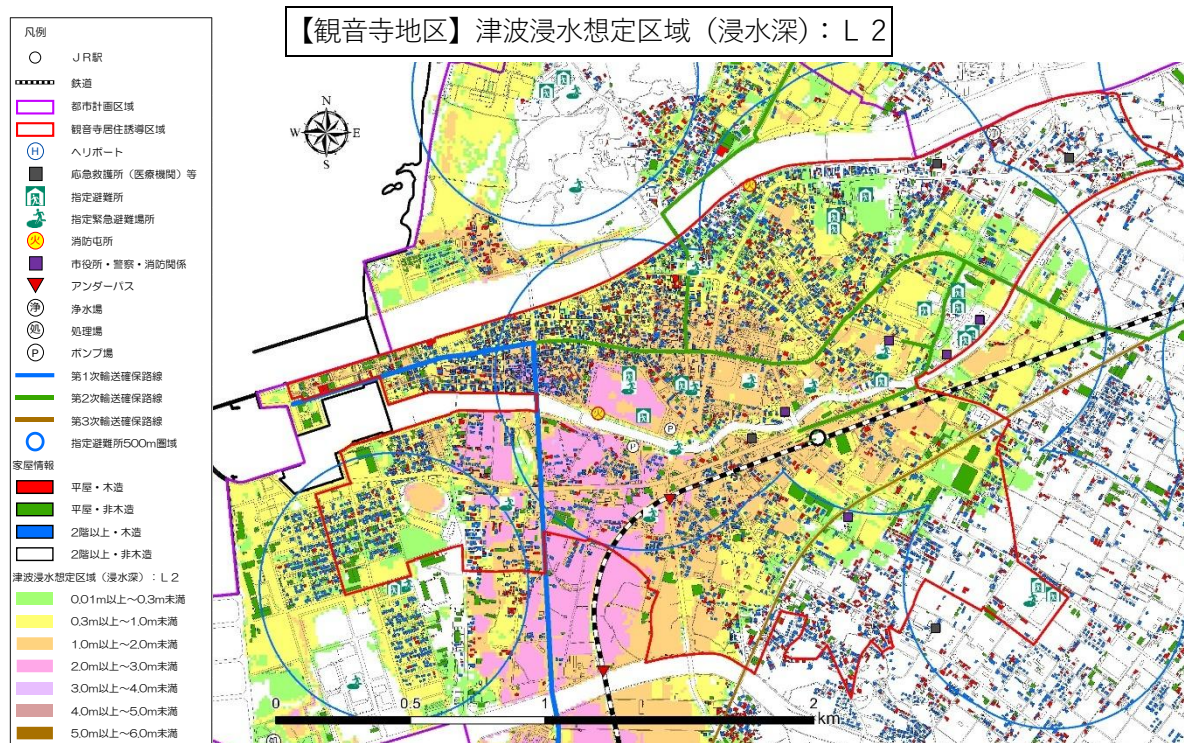 【観音寺地区】津波浸水想定区域（浸水深）：Ｌ２
凡例
ＪＲ駅
鉄道
都市計画区域
観音寺居住誘導区域
H ヘリポート
応急救護所（医療機関）等
指定避難所
指定緊急避難場所
火 消防屯所
市役所・警察・消防関係
アンダーパス
浄 浄水場
処 処理場
P ポンプ場
第1次輸送確保路線
第2次輸送確保路線
第3次輸送確保路線
指定避難所500m圏域
家屋情報
平屋・木造
平屋・非木造
2階以上・木造
2階以上・非木造
津波浸水想定区域（浸水深）：Ｌ２
0.01m以上～0.3m未満
0.3m以上～1.0m未満
1.0m以上～2.0m未満
2.0m以上～3.0m未満
3.0m以上～4.0m未満
4.0m以上～5.0m未満
5.0m以上～6.0m未満
N
W E
S
浄
火
火
P
P
処
0 0.5 1 2
km